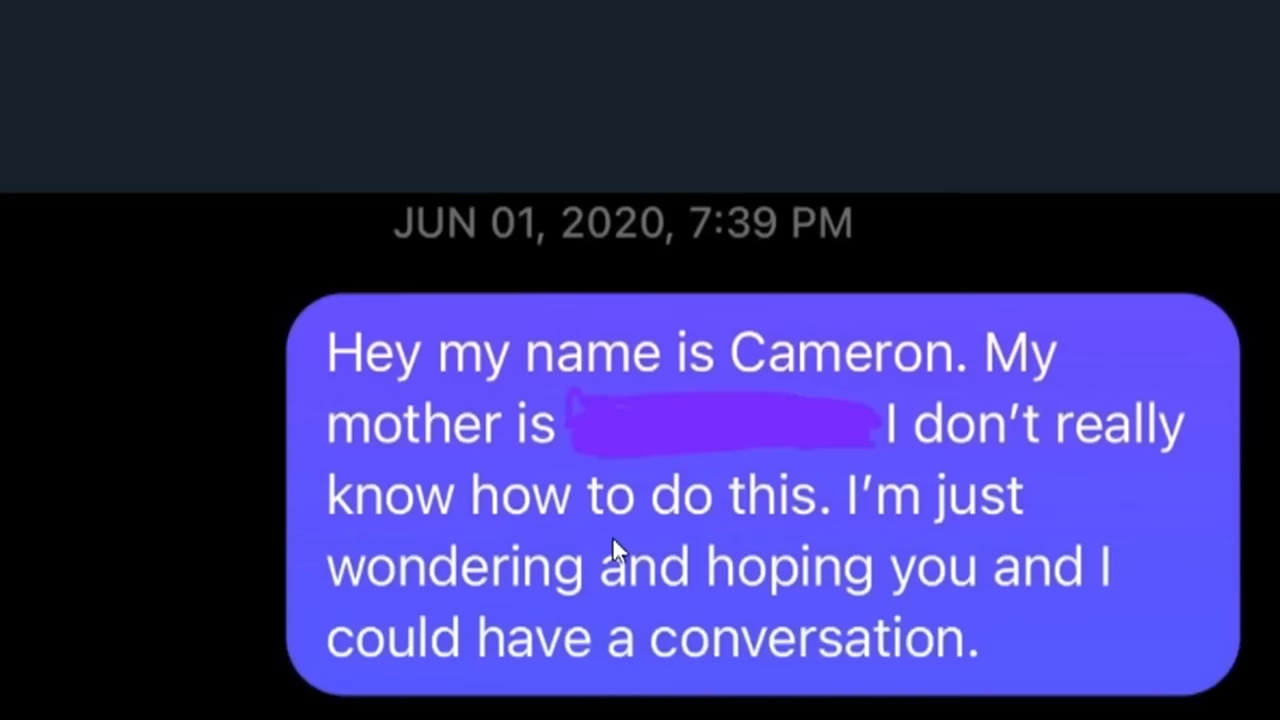 JUN 01, 2020, 7:39 PM
Hey my name is Cameron. My
mother is I don’t really
know how to do this. I’m just
wondering and hoping you and I
could have a conversation.